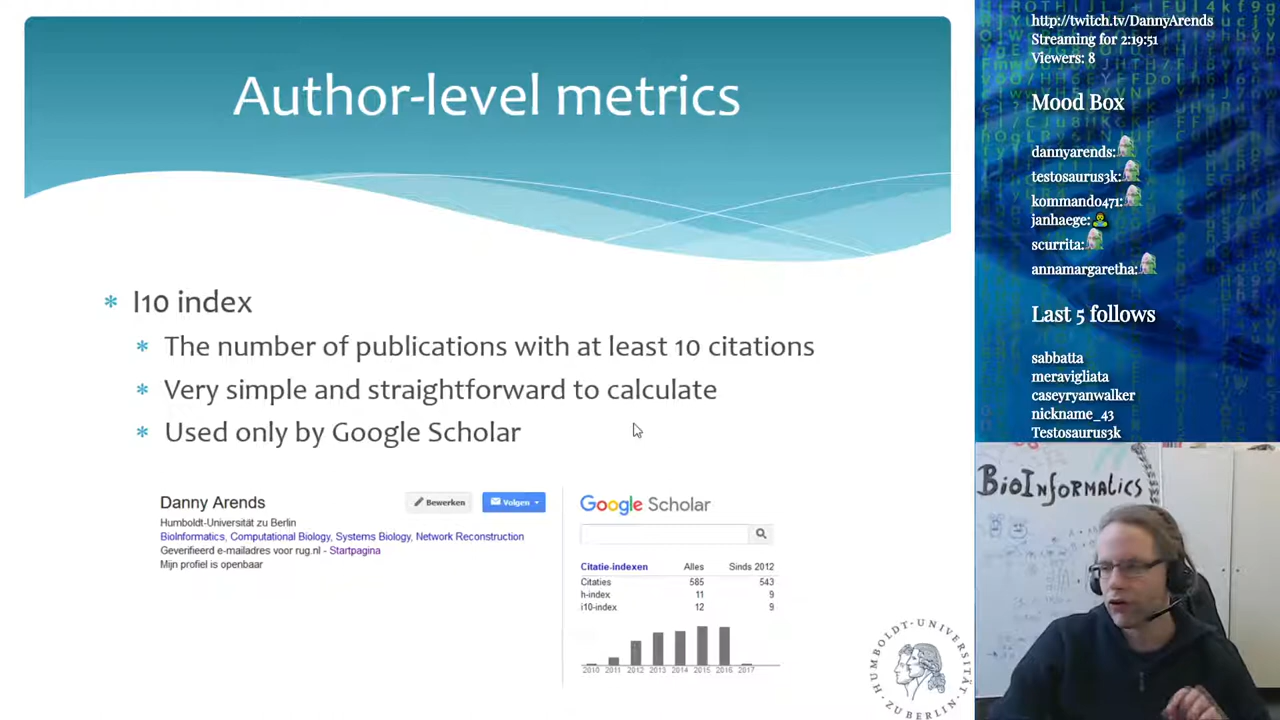 Author-level metrics
I10 index
The number of publications with at least 10 citations
Very simple and straightforward to calculate
Used only by Google Scholar
Danny Arends
Bewerken
Volgen
Humboldt-Universität zu Berlin
BioInformatics, Computational Biology, Systems Biology, Network Reconstruction
Geverifieerd e-mailadres voor rug.nl - Startpagina
Mijn profiel is openbaar
Google Scholar
Citatie-indexen Alles Sinds 2012
Citaties 585 543
h-index 11 9
i10-index 12 9
2010 2011 2012 2013 2014 2015 2016 2017
HUMBOLDT-UNIVERSITÄT ZU BERLIN
http://twitch.tv/DannyArends
Streaming for 2:19:51
Viewers: 8
Mood Box
dannyarends:
testosaurus3k:
kommando471:
janhaege:
scurrita:
annamargaretha:
Last 5 follows
sabbatta
meravigliata
caseyryanwalker
nickname_43
Testosaurus3k
BioInformatics